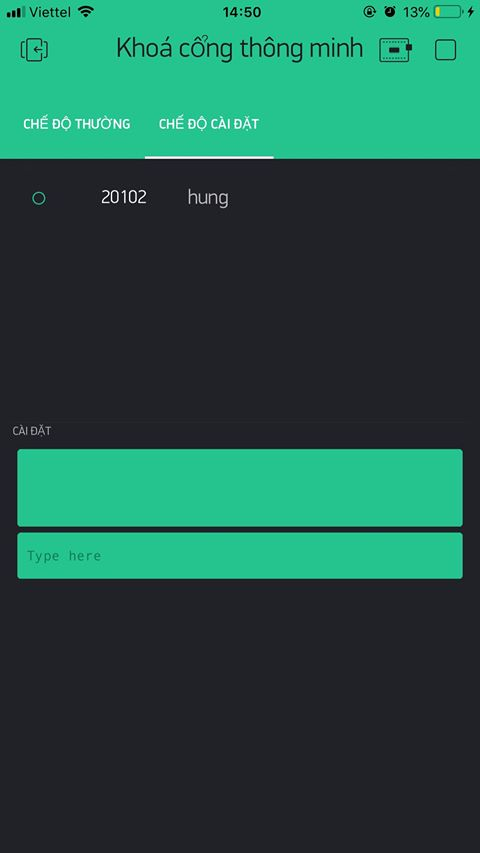 Viettel 14:50 13%
Khoá cổng thông minh
CHẾ ĐỘ THƯỜNG CHẾ ĐỘ CÀI ĐẶT
20102 hung
CÀI ĐẶT
Type here